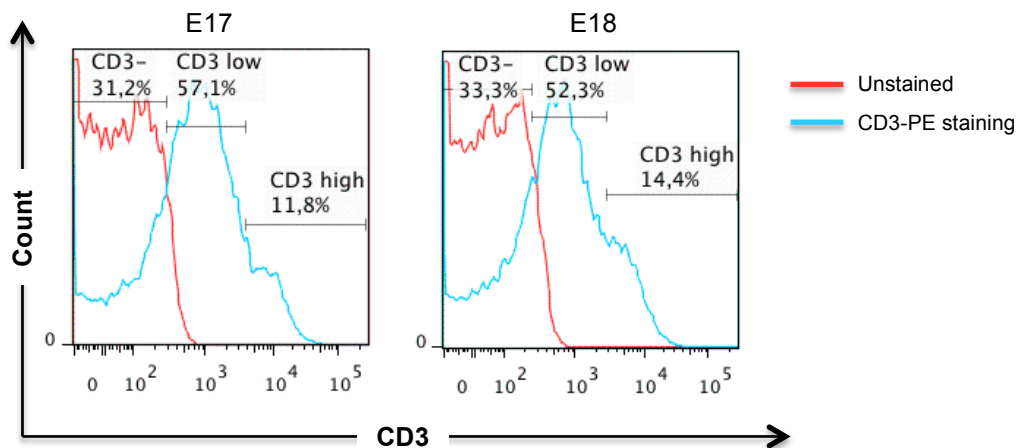 E17
E18
CD3-
31,2%
CD3 low
57,1%
CD3 high
11,8%
CD3-
33,3%
CD3 low
52,3%
CD3 high
14,4%
Unstained
CD3-PE staining
Count
0
0
0 10² 10³ 10⁴ 10⁵
0 10² 10³ 10⁴ 10⁵
CD3